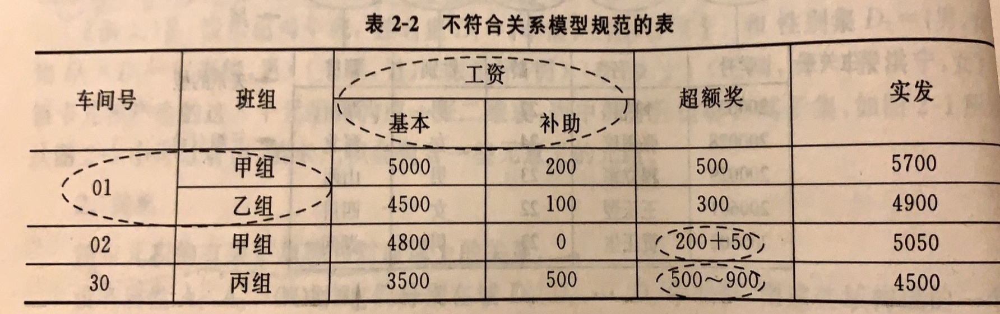 表 2-2 不符合关系模型规范的表
车间号 班组 工资 超额奖 实发
基本 补助
01 甲组 5000 200 500 5700
乙组 4500 100 300 4900
02 甲组 4800 0 200+50 5050
30 丙组 3500 500 500～900 4500